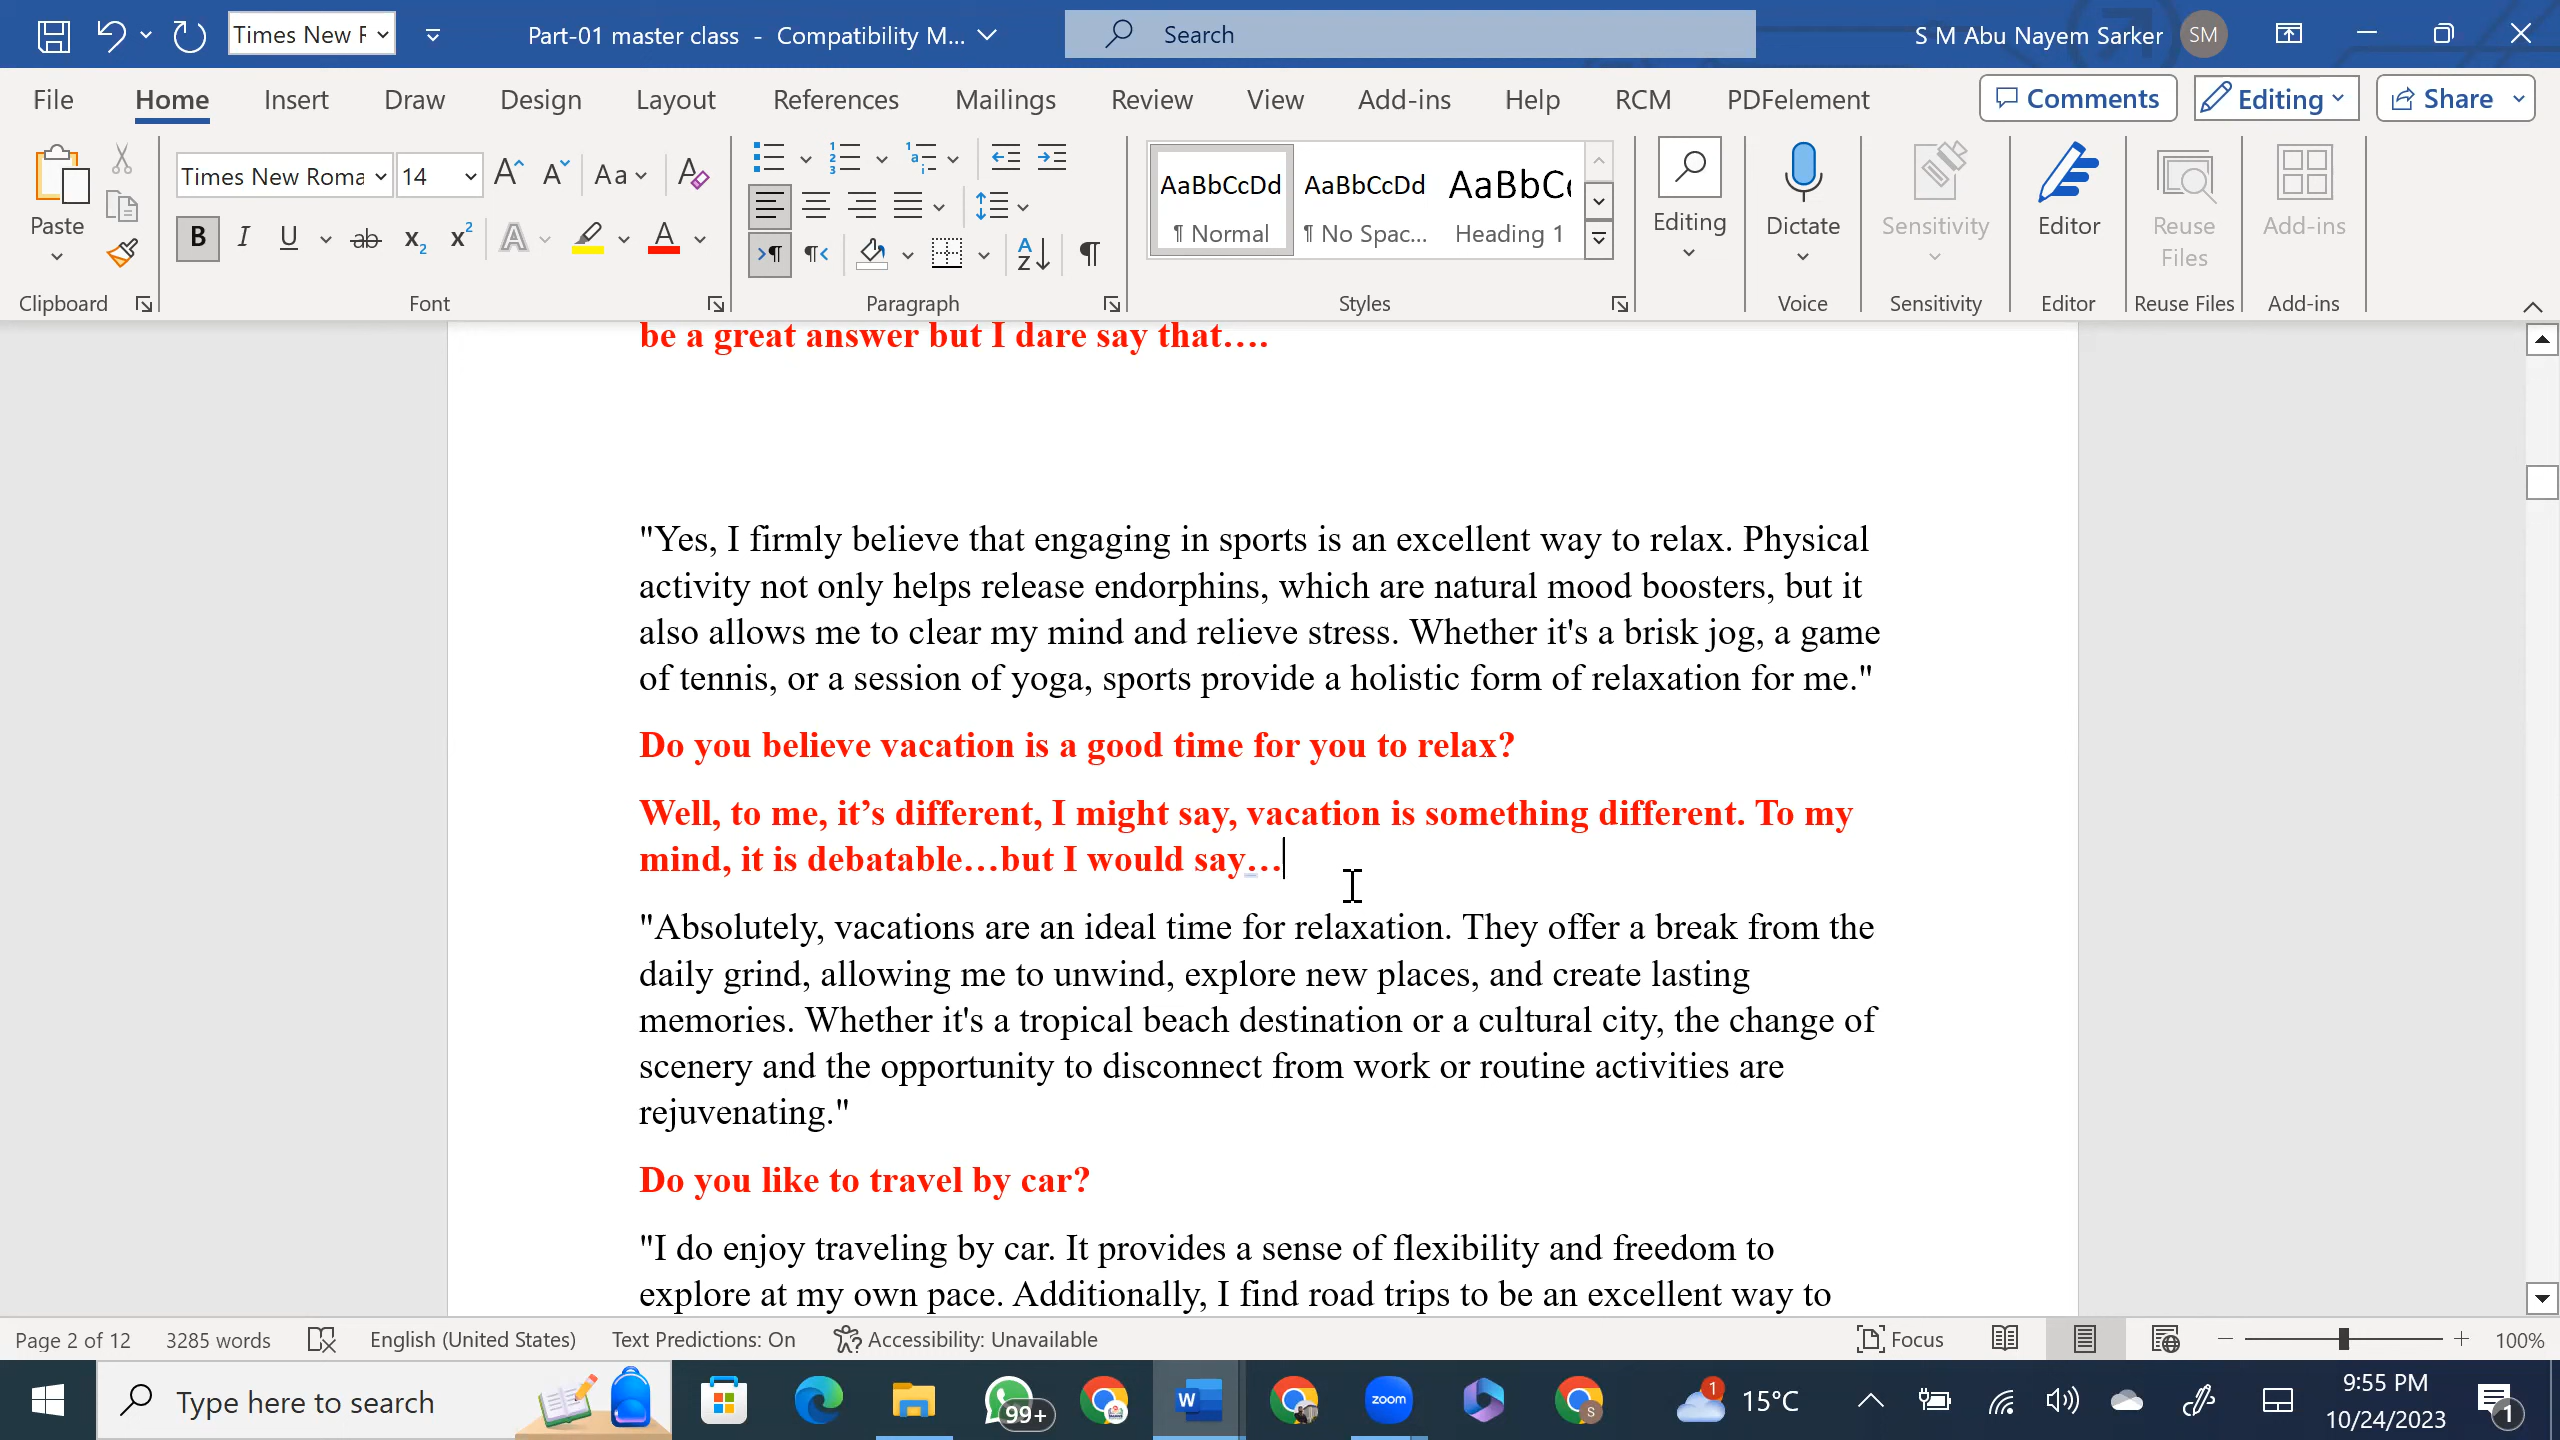 Times New F
Part-01 master class - Compatibility M...
Search
S M Abu Nayem Sarker
SM
File
Home
Insert
Draw
Design
Layout
References
Mailings
Review
View
Add-ins
Help
RCM
PDFelement
Comments
Editing
Share
Paste
Clipboard
Times New Roma
14
Font
Paragraph
AaBbCcDd
¶ Normal
AaBbCcDd
¶ No Spac...
AaBbC
Heading 1
Styles
Editing
Dictate
Voice
Sensitivity
Sensitivity
Editor
Editor
Reuse
Files
Reuse Files
Add-ins
Add-ins
be a great answer but I dare say that….
"Yes, I firmly believe that engaging in sports is an excellent way to relax. Physical
activity not only helps release endorphins, which are natural mood boosters, but it
also allows me to clear my mind and relieve stress. Whether it's a brisk jog, a game
of tennis, or a session of yoga, sports provide a holistic form of relaxation for me."
Do you believe vacation is a good time for you to relax?
Well, to me, it’s different, I might say, vacation is something different. To my
mind, it is debatable…but I would say…
"Absolutely, vacations are an ideal time for relaxation. They offer a break from the
daily grind, allowing me to unwind, explore new places, and create lasting
memories. Whether it's a tropical beach destination or a cultural city, the change of
scenery and the opportunity to disconnect from work or routine activities are
rejuvenating."
Do you like to travel by car?
"I do enjoy traveling by car. It provides a sense of flexibility and freedom to
explore at my own pace. Additionally, I find road trips to be an excellent way to
Page 2 of 12
3285 words
English (United States)
Text Predictions: On
Accessibility: Unavailable
Focus
100%
Type here to search
99+
zoom
1
15°C
9:55 PM
10/24/2023
1